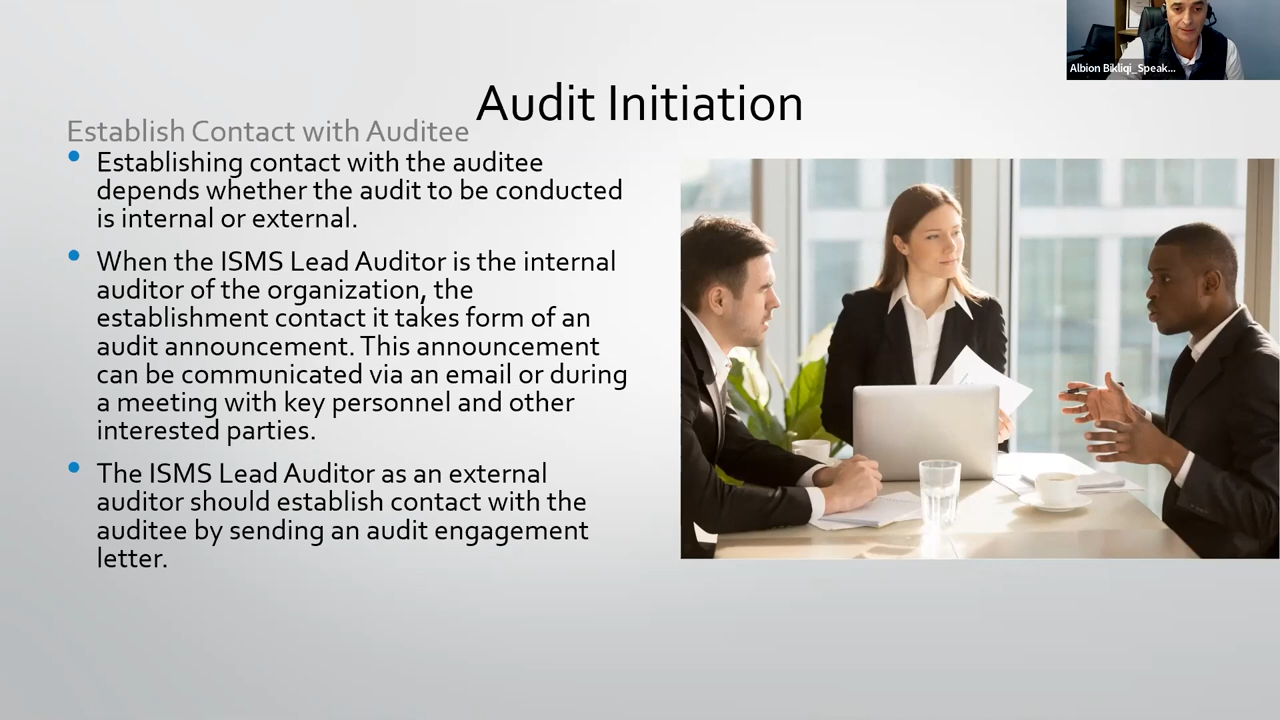 Albion Bikliqi_Speak...
Audit Initiation
Establish Contact with Auditee
Establishing contact with the auditee
depends whether the audit to be conducted
is internal or external.
When the ISMS Lead Auditor is the internal
auditor of the organization, the
establishment contact it takes form of an
audit announcement. This announcement
can be communicated via an email or during
a meeting with key personnel and other
interested parties.
The ISMS Lead Auditor as an external
auditor should establish contact with the
auditee by sending an audit engagement
letter.